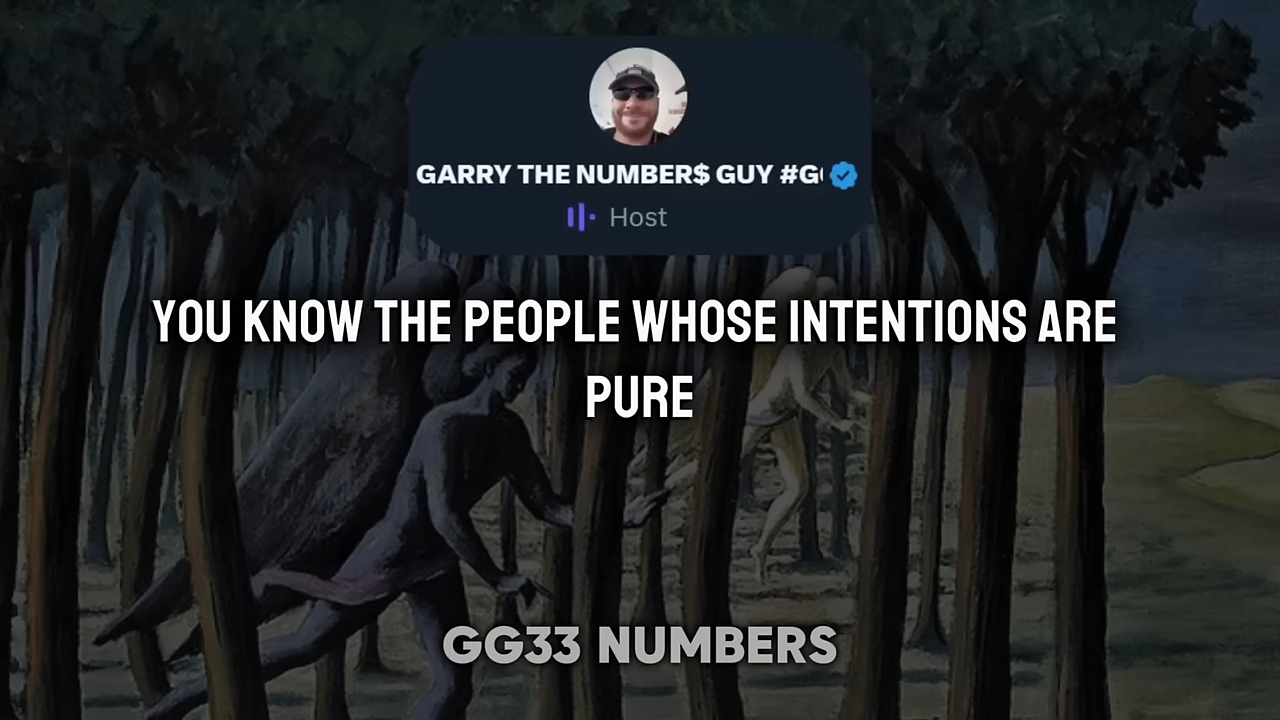 GARRY THE NUMBER$ GUY #G
Host
YOU KNOW THE PEOPLE WHOSE INTENTIONS ARE
PURE
GG33 NUMBERS